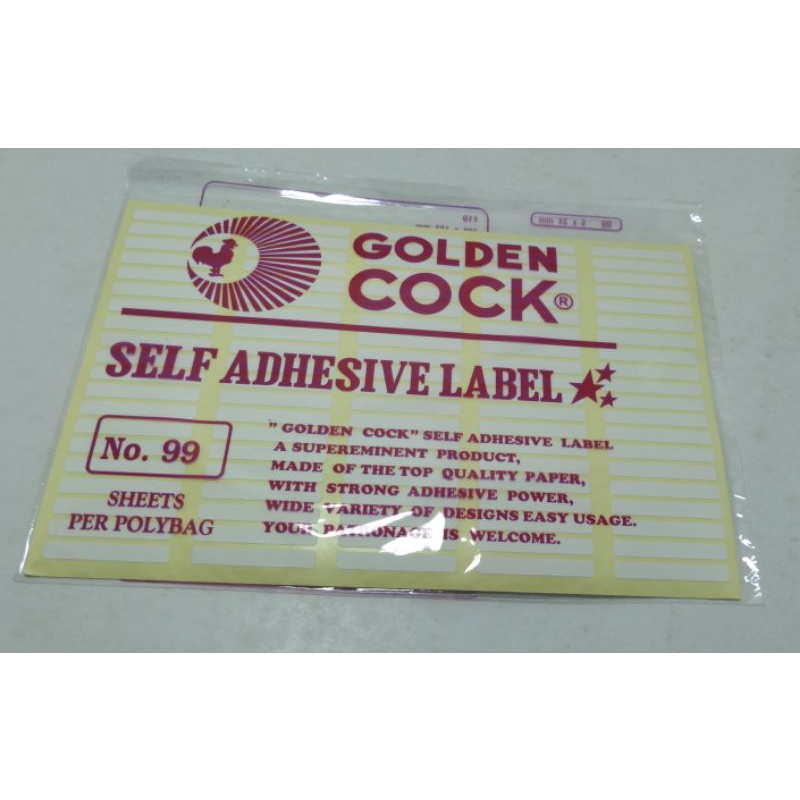 GOLDEN
COCK®
SELF ADHESIVE LABEL
No. 99
SHEETS
PER POLYBAG
" GOLDEN COCK" SELF ADHESIVE LABEL
A SUPEREMINENT PRODUCT,
MADE OF THE TOP QUALITY PAPER,
WITH STRONG ADHESIVE POWER,
WIDE VARIETY OF DESIGNS EASY USAGE.
YOUR PATRONAGE IS WELCOME.